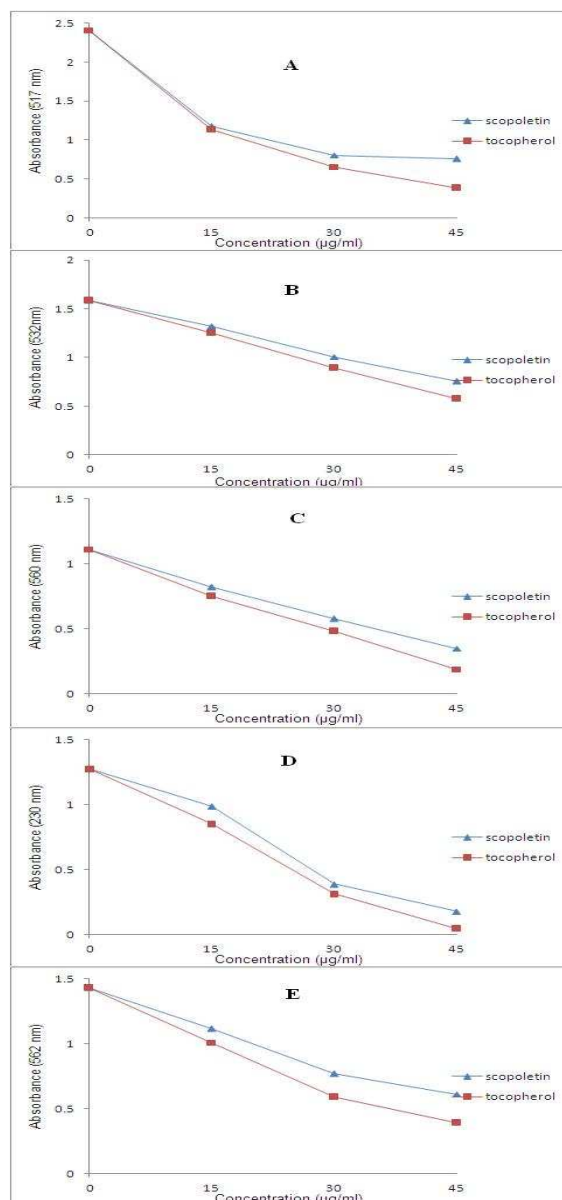 A
Absorbance (517 nm)
2.5
2
1.5
1
0.5
0
0 15 30 45
Concentration (µg/ml)
scopoletin
tocopherol
B
Absorbance (532nm)
2
1.5
1
0.5
0
0 15 30 45
Concentration (µg/ml)
scopoletin
tocopherol
C
Absorbance (560 nm)
1.5
1
0.5
0
0 15 30 45
Concentration (µg/ml)
scopoletin
tocopherol
D
Absorbance (230 nm)
1.5
1
0.5
0
0 15 30 45
Concentration (µg/ml)
scopoletin
tocopherol
E
Absorbance (562 nm)
1.5
1
0.5
0
0 15 30 45
Concentration (µg/ml)
scopoletin
tocopherol